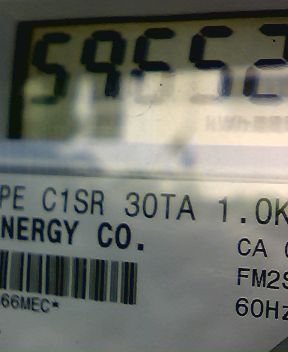 59552
PE C1SR 30TA 1.0K
NERGY CO.
CA
FM2S
66MEC*
60Hz